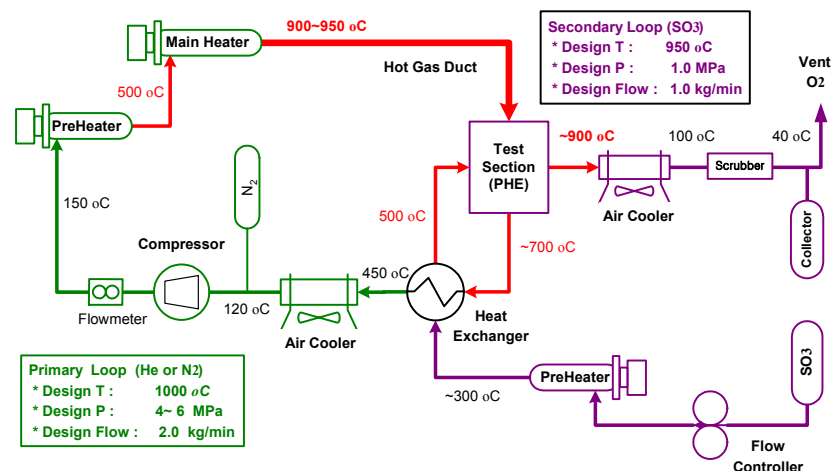 Main Heater
900~950 oC
Hot Gas Duct
Secondary Loop (SO3)
* Design T : 950 oC
* Design P : 1.0 MPa
* Design Flow : 1.0 kg/min
Vent
O2
500 oC
PreHeater
Test
Section
(PHE)
~900 oC
100 oC
Scrubber
40 oC
Air Cooler
Collector
150 oC
N2
500 oC
~700 oC
Compressor
Flowmeter
120 oC
450 oC
Air Cooler
Heat
Exchanger
Primary Loop (He or N2)
* Design T : 1000 oC
* Design P : 4~ 6 MPa
* Design Flow : 2.0 kg/min
~300 oC
PreHeater
SO3
Flow
Controller